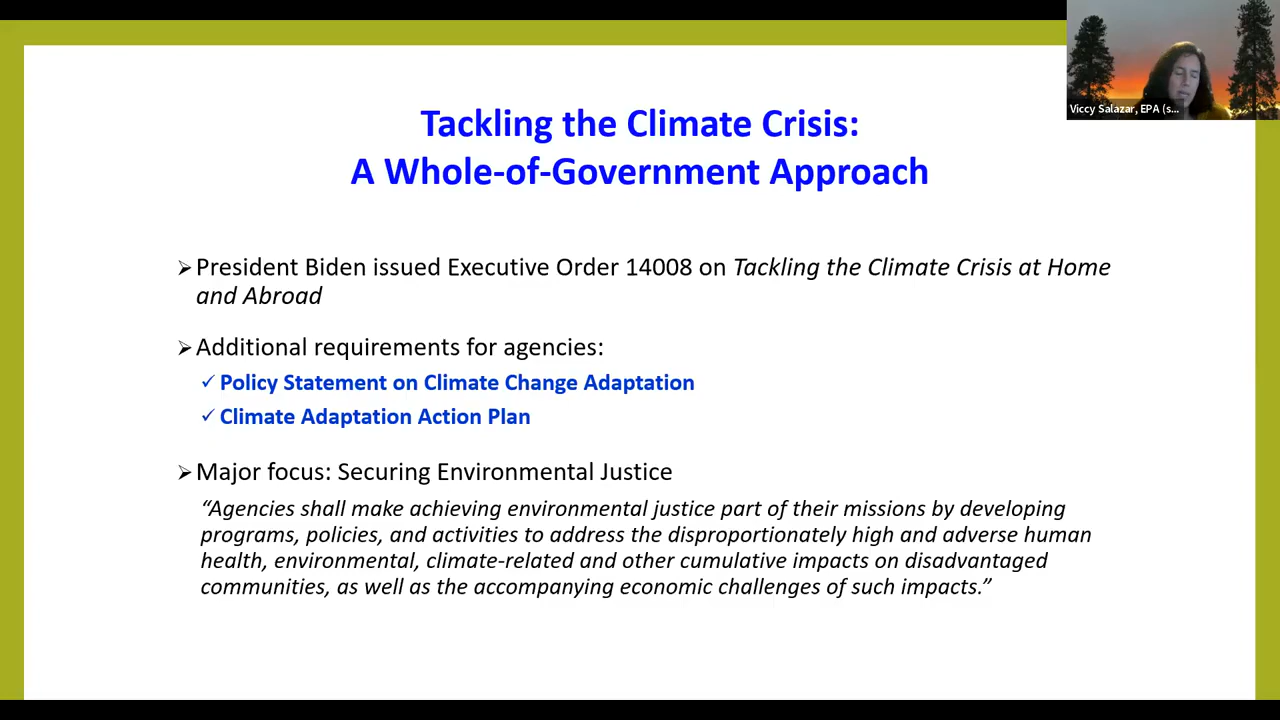 Viccy Salazar, EPA (s...
Tackling the Climate Crisis:
A Whole-of-Government Approach
➢President Biden issued Executive Order 14008 on Tackling the Climate Crisis at Home
and Abroad
➢Additional requirements for agencies:
✓Policy Statement on Climate Change Adaptation
✓Climate Adaptation Action Plan
➢Major focus: Securing Environmental Justice
“Agencies shall make achieving environmental justice part of their missions by developing
programs, policies, and activities to address the disproportionately high and adverse human
health, environmental, climate-related and other cumulative impacts on disadvantaged
communities, as well as the accompanying economic challenges of such impacts.”